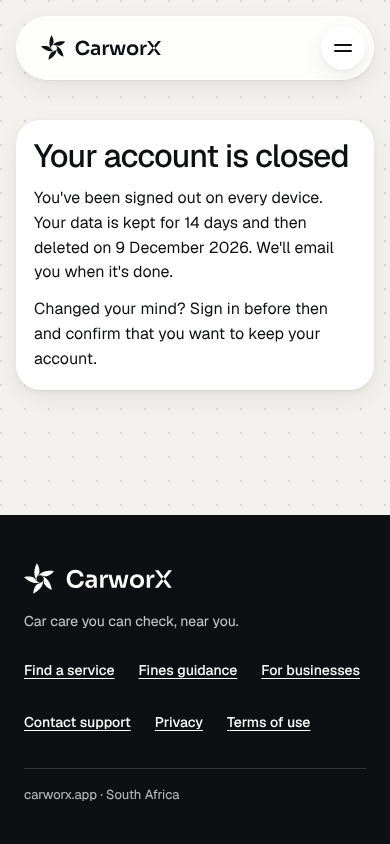 CarworX
Your account is closed
You've been signed out on every device.
Your data is kept for 14 days and then
deleted on 9 December 2026. We'll email
you when it's done.
Changed your mind? Sign in before then
and confirm that you want to keep your
account.
CarworX
Car care you can check, near you.
Find a service Fines guidance For businesses
Contact support Privacy Terms of use
carworx.app · South Africa